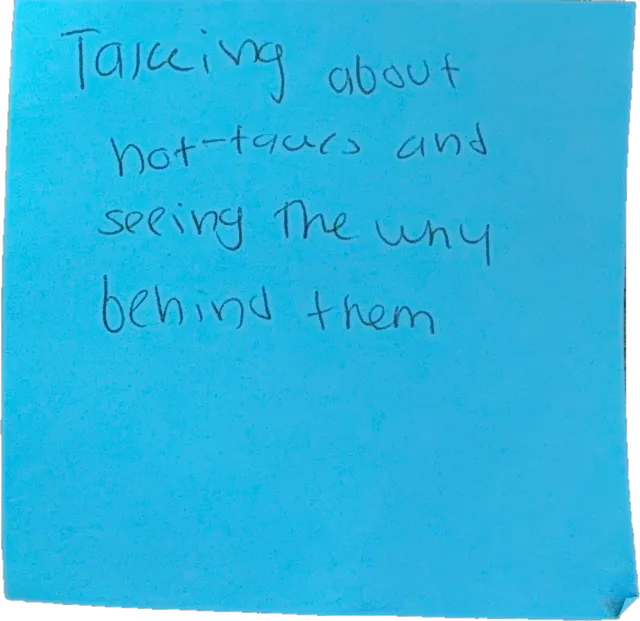 Talking about
hot-takes and
seeing the why
behind them